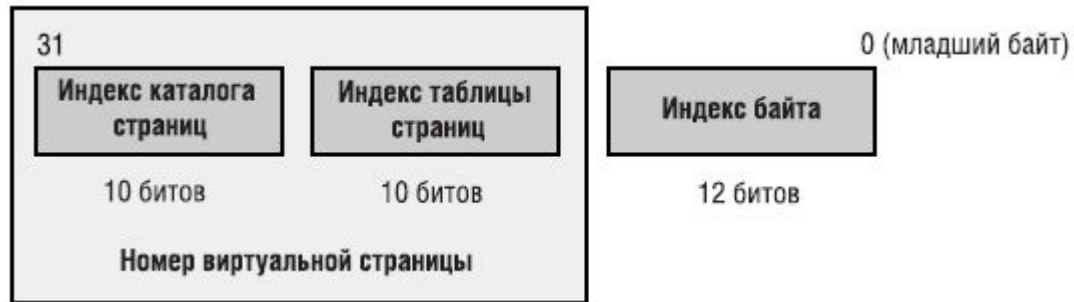 31
0 (младший байт)
Индекс каталога
страниц
Индекс таблицы
страниц
Индекс байта
10 битов
10 битов
12 битов
Номер виртуальной страницы